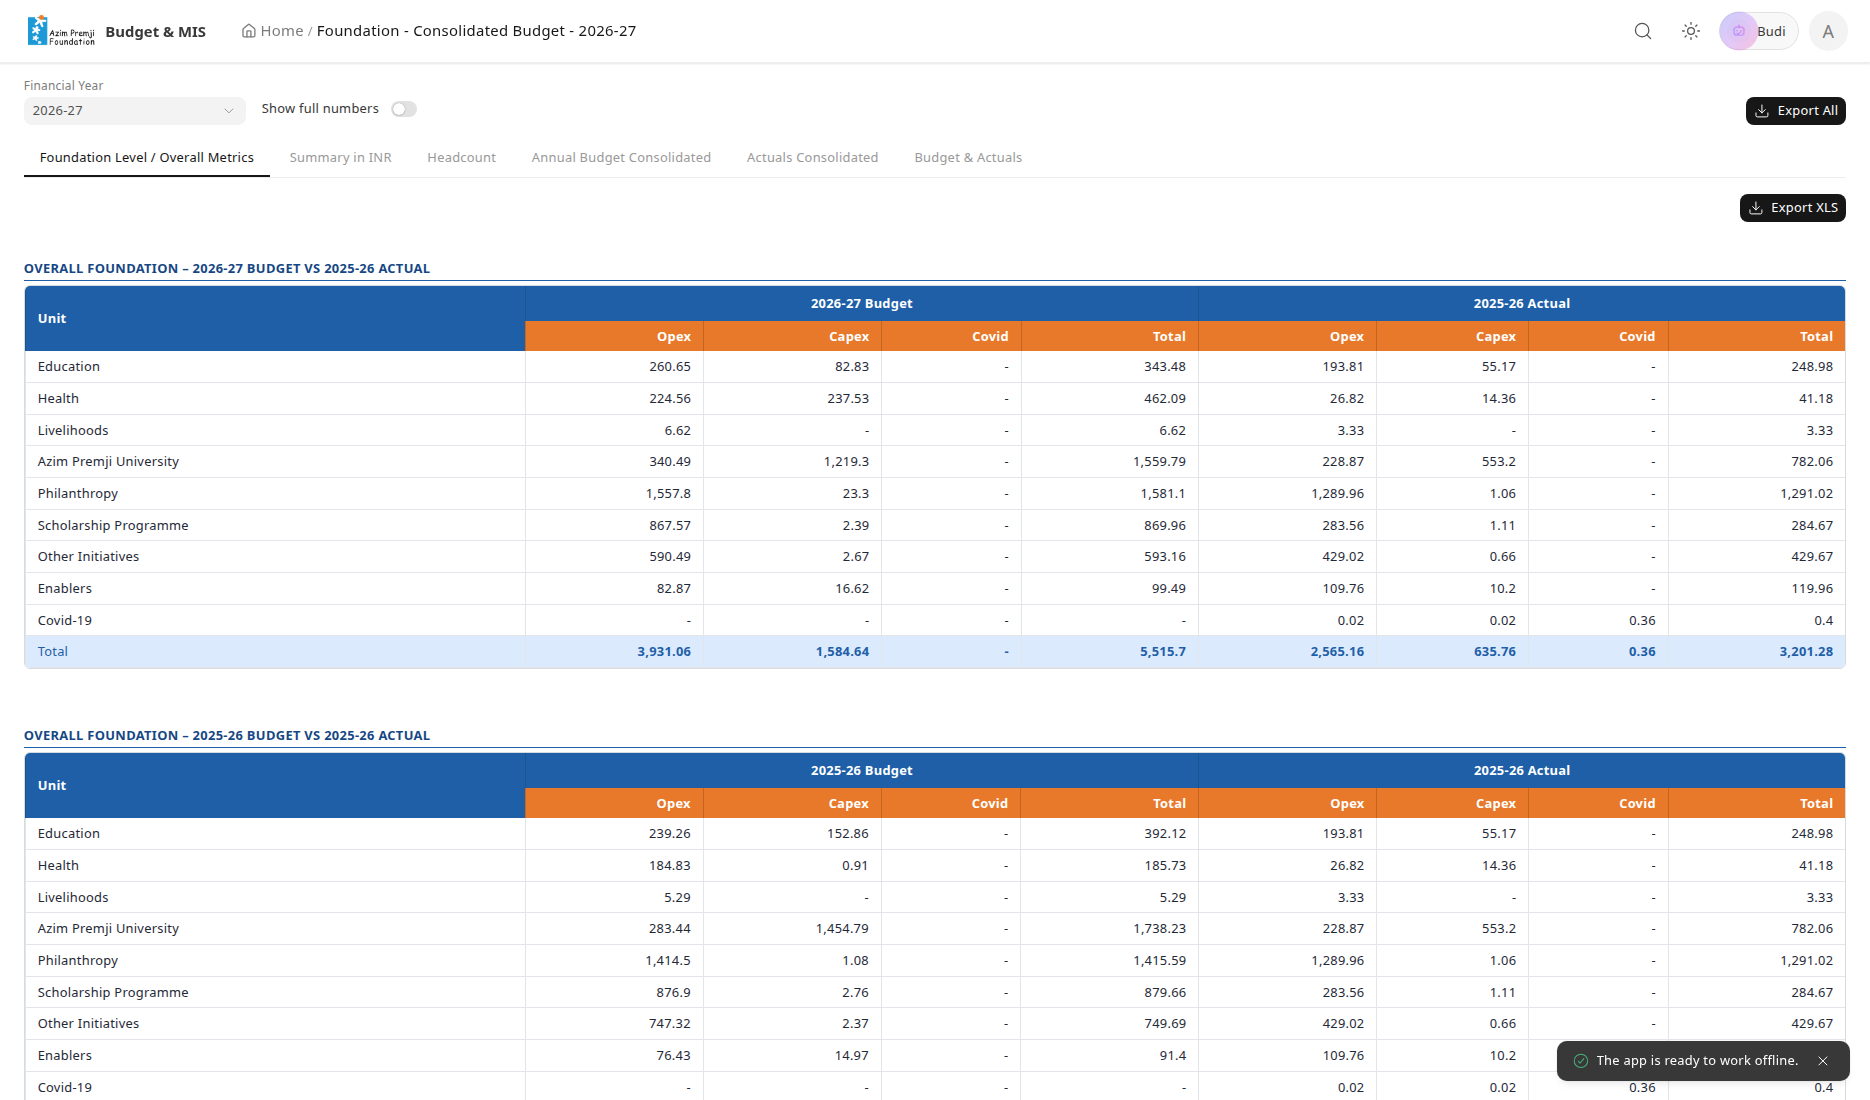 Azim Premji
Foundation
Budget & MIS
Home / Foundation - Consolidated Budget - 2026-27
Budi
A
Financial Year
2026-27
Show full numbers
Export All
Foundation Level / Overall Metrics Summary in INR Headcount Annual Budget Consolidated Actuals Consolidated Budget & Actuals
Export XLS
OVERALL FOUNDATION – 2026-27 BUDGET VS 2025-26 ACTUAL
Unit 2026-27 Budget 2025-26 Actual
Opex Capex Covid Total Opex Capex Covid Total
Education 260.65 82.83 - 343.48 193.81 55.17 - 248.98
Health 224.56 237.53 - 462.09 26.82 14.36 - 41.18
Livelihoods 6.62 - - 6.62 3.33 - - 3.33
Azim Premji University 340.49 1,219.3 - 1,559.79 228.87 553.2 - 782.06
Philanthropy 1,557.8 23.3 - 1,581.1 1,289.96 1.06 - 1,291.02
Scholarship Programme 867.57 2.39 - 869.96 283.56 1.11 - 284.67
Other Initiatives 590.49 2.67 - 593.16 429.02 0.66 - 429.67
Enablers 82.87 16.62 - 99.49 109.76 10.2 - 119.96
Covid-19 - - - - 0.02 0.02 0.36 0.4
Total 3,931.06 1,584.64 - 5,515.7 2,565.16 635.76 0.36 3,201.28
OVERALL FOUNDATION – 2025-26 BUDGET VS 2025-26 ACTUAL
Unit 2025-26 Budget 2025-26 Actual
Opex Capex Covid Total Opex Capex Covid Total
Education 239.26 152.86 - 392.12 193.81 55.17 - 248.98
Health 184.83 0.91 - 185.73 26.82 14.36 - 41.18
Livelihoods 5.29 - - 5.29 3.33 - - 3.33
Azim Premji University 283.44 1,454.79 - 1,738.23 228.87 553.2 - 782.06
Philanthropy 1,414.5 1.08 - 1,415.59 1,289.96 1.06 - 1,291.02
Scholarship Programme 876.9 2.76 - 879.66 283.56 1.11 - 284.67
Other Initiatives 747.32 2.37 - 749.69 429.02 0.66 - 429.67
Enablers 76.43 14.97 - 91.4 109.76 10.2
The app is ready to work offline.
Covid-19 - - - - 0.02 0.02 0.36 0.4